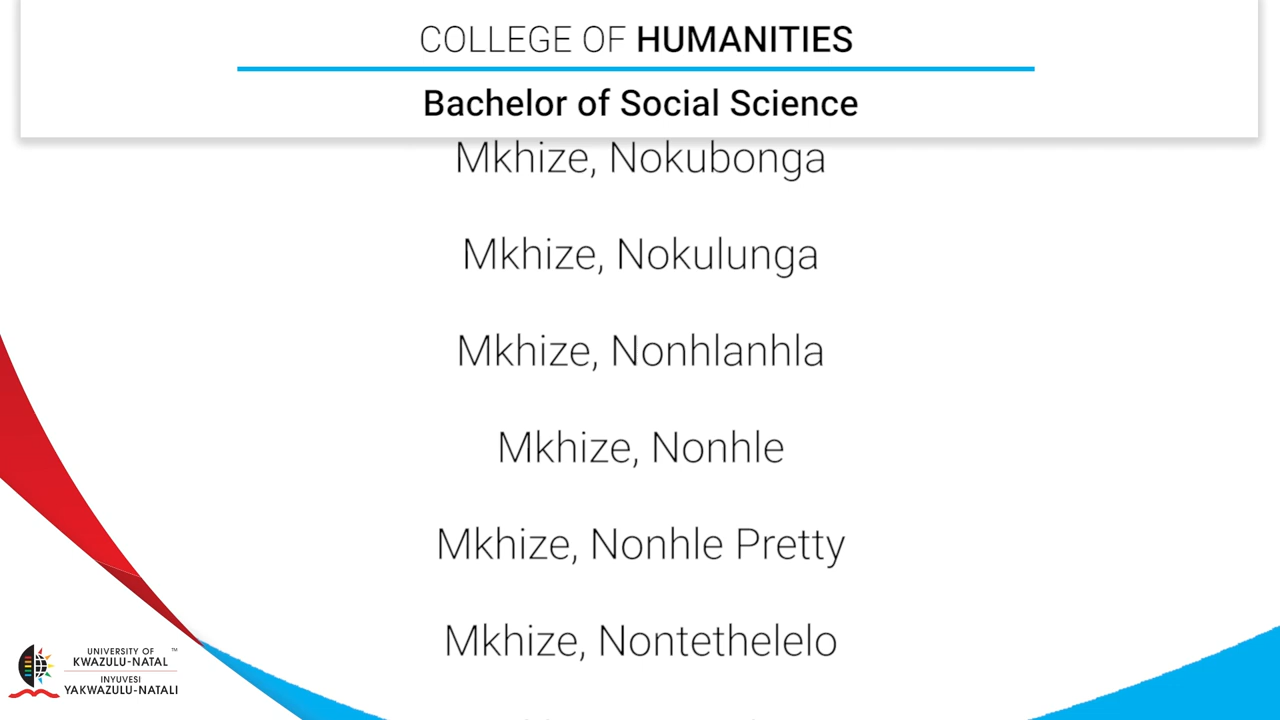 COLLEGE OF HUMANITIES
Bachelor of Social Science
Mkhize, Nokubonga
Mkhize, Nokulunga
Mkhize, Nonhlanhla
Mkhize, Nonhle
Mkhize, Nonhle Pretty
Mkhize, Nontethelelo
UNIVERSITY OF ™
KWAZULU-NATAL
INYUVESI
YAKWAZULU-NATALI